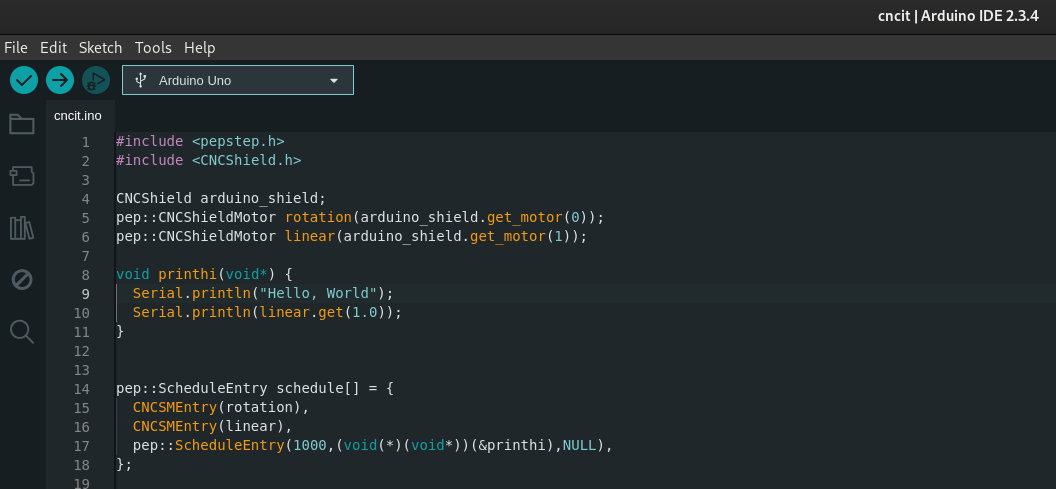 cncit | Arduino IDE 2.3.4
File Edit Sketch Tools Help
Arduino Uno
cncit.ino
1 #include <pepstep.h>
2 #include <CNCShield.h>
3
4 CNCShield arduino_shield;
5 pep::CNCShieldMotor rotation(arduino_shield.get_motor(0));
6 pep::CNCShieldMotor linear(arduino_shield.get_motor(1));
7
8 void printhi(void*) {
9   Serial.println("Hello, World");
10   Serial.println(linear.get(1.0));
11 }
12
13
14 pep::ScheduleEntry schedule[] = {
15   CNCSMEntry(rotation),
16   CNCSMEntry(linear),
17   pep::ScheduleEntry(1000,(void(*)(void*))(&printhi),NULL),
18 };
19